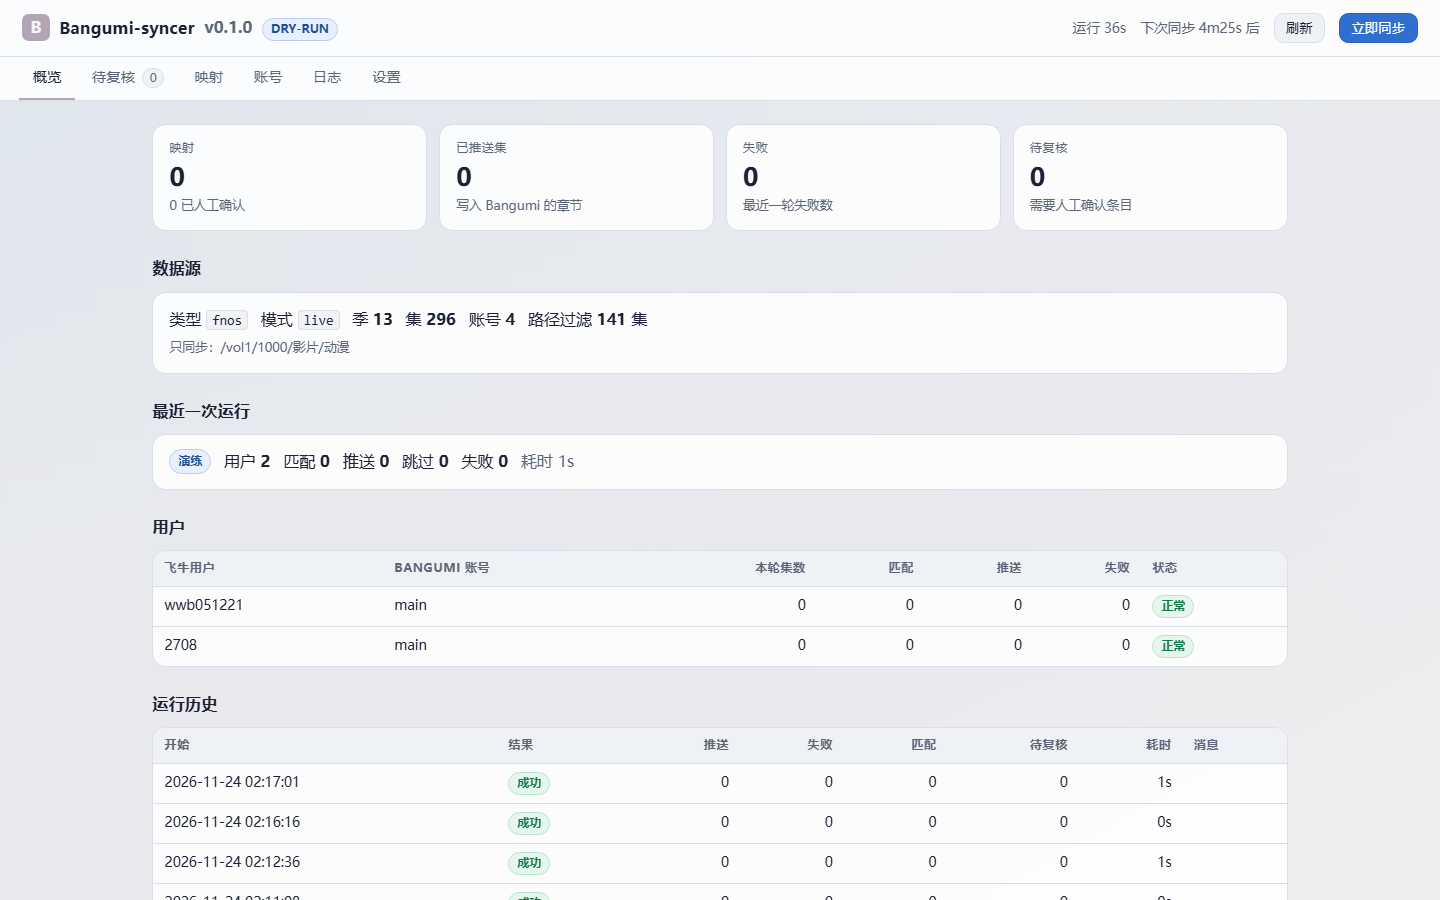 B Bangumi-syncer v0.1.0 DRY-RUN 运行 36s 下次同步 4m25s 后 刷新 立即同步
概览 待复核 0 映射 账号 日志 设置
映射 已推送集 失败 待复核
0 0 0 0
0 已人工确认 写入 Bangumi 的章节 最近一轮失败数 需要人工确认条目
数据源
类型 fnos 模式 live 季 13 集 296 账号 4 路径过滤 141 集
只同步: /vol1/1000/影片/动漫
最近一次运行
演练 用户 2 匹配 0 推送 0 跳过 0 失败 0 耗时 1s
用户
飞牛用户 BANGUMI 账号 本轮集数 匹配 推送 失败 状态
wwb051221 main 0 0 0 0 正常
2708 main 0 0 0 0 正常
运行历史
开始 结果 推送 失败 匹配 待复核 耗时 消息
2026-11-24 02:17:01 成功 0 0 0 0 1s
2026-11-24 02:16:16 成功 0 0 0 0 0s
2026-11-24 02:12:36 成功 0 0 0 0 1s